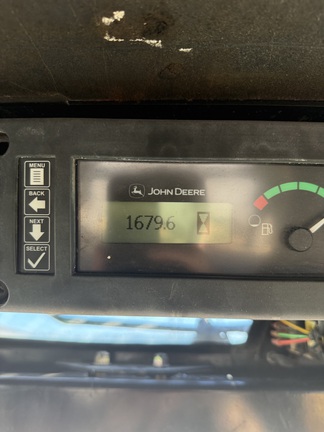 MENU
BACK
NEXT
SELECT
JOHN DEERE
1679.6